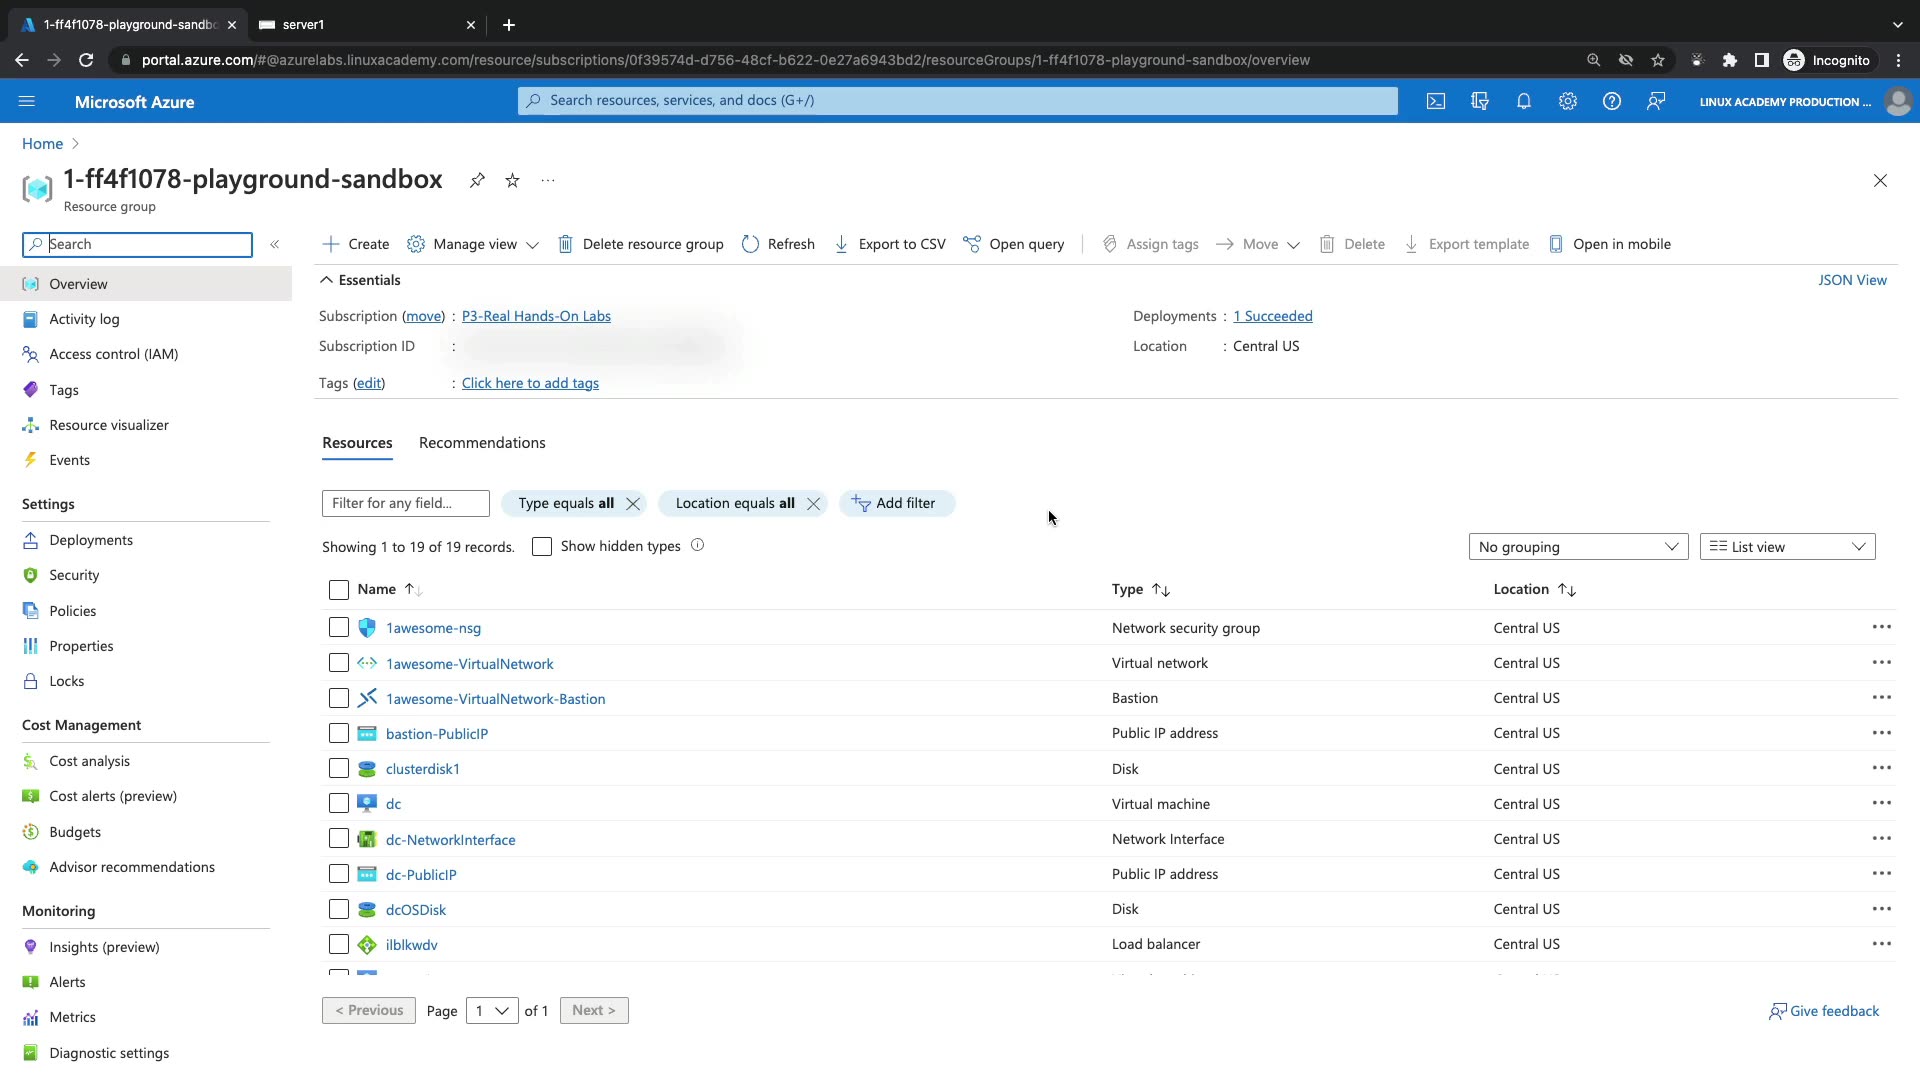 1-ff4f1078-playground-sandbo
server1
portal.azure.com/#@azurelabs.linuxacademy.com/resource/subscriptions/0f39574d-d756-48cf-b622-0e27a6943bd2/resourceGroups/1-ff4f1078-playground-sandbox/overview
Incognito
Microsoft Azure
Search resources, services, and docs (G+/)
LINUX ACADEMY PRODUCTION ...
Home
1-ff4f1078-playground-sandbox
Resource group
Search
Create
Manage view
Delete resource group
Refresh
Export to CSV
Open query
Assign tags
Move
Delete
Export template
Open in mobile
Overview
Activity log
Access control (IAM)
Tags
Resource visualizer
Events
Settings
Deployments
Security
Policies
Properties
Locks
Cost Management
Cost analysis
Cost alerts (preview)
Budgets
Advisor recommendations
Monitoring
Insights (preview)
Alerts
Metrics
Diagnostic settings
Essentials
JSON View
Subscription (move) : P3-Real Hands-On Labs
Subscription ID :
Tags (edit) : Click here to add tags
Deployments : 1 Succeeded
Location : Central US
Resources
Recommendations
Filter for any field...
Type equals all
Location equals all
Add filter
Showing 1 to 19 of 19 records.
Show hidden types
No grouping
List view
Name Type Location
1awesome-nsg Network security group Central US
1awesome-VirtualNetwork Virtual network Central US
1awesome-VirtualNetwork-Bastion Bastion Central US
bastion-PublicIP Public IP address Central US
clusterdisk1 Disk Central US
dc Virtual machine Central US
dc-NetworkInterface Network Interface Central US
dc-PublicIP Public IP address Central US
dcOSDisk Disk Central US
ilblkwdv Load balancer Central US
< Previous Page 1 of 1 Next >
Give feedback